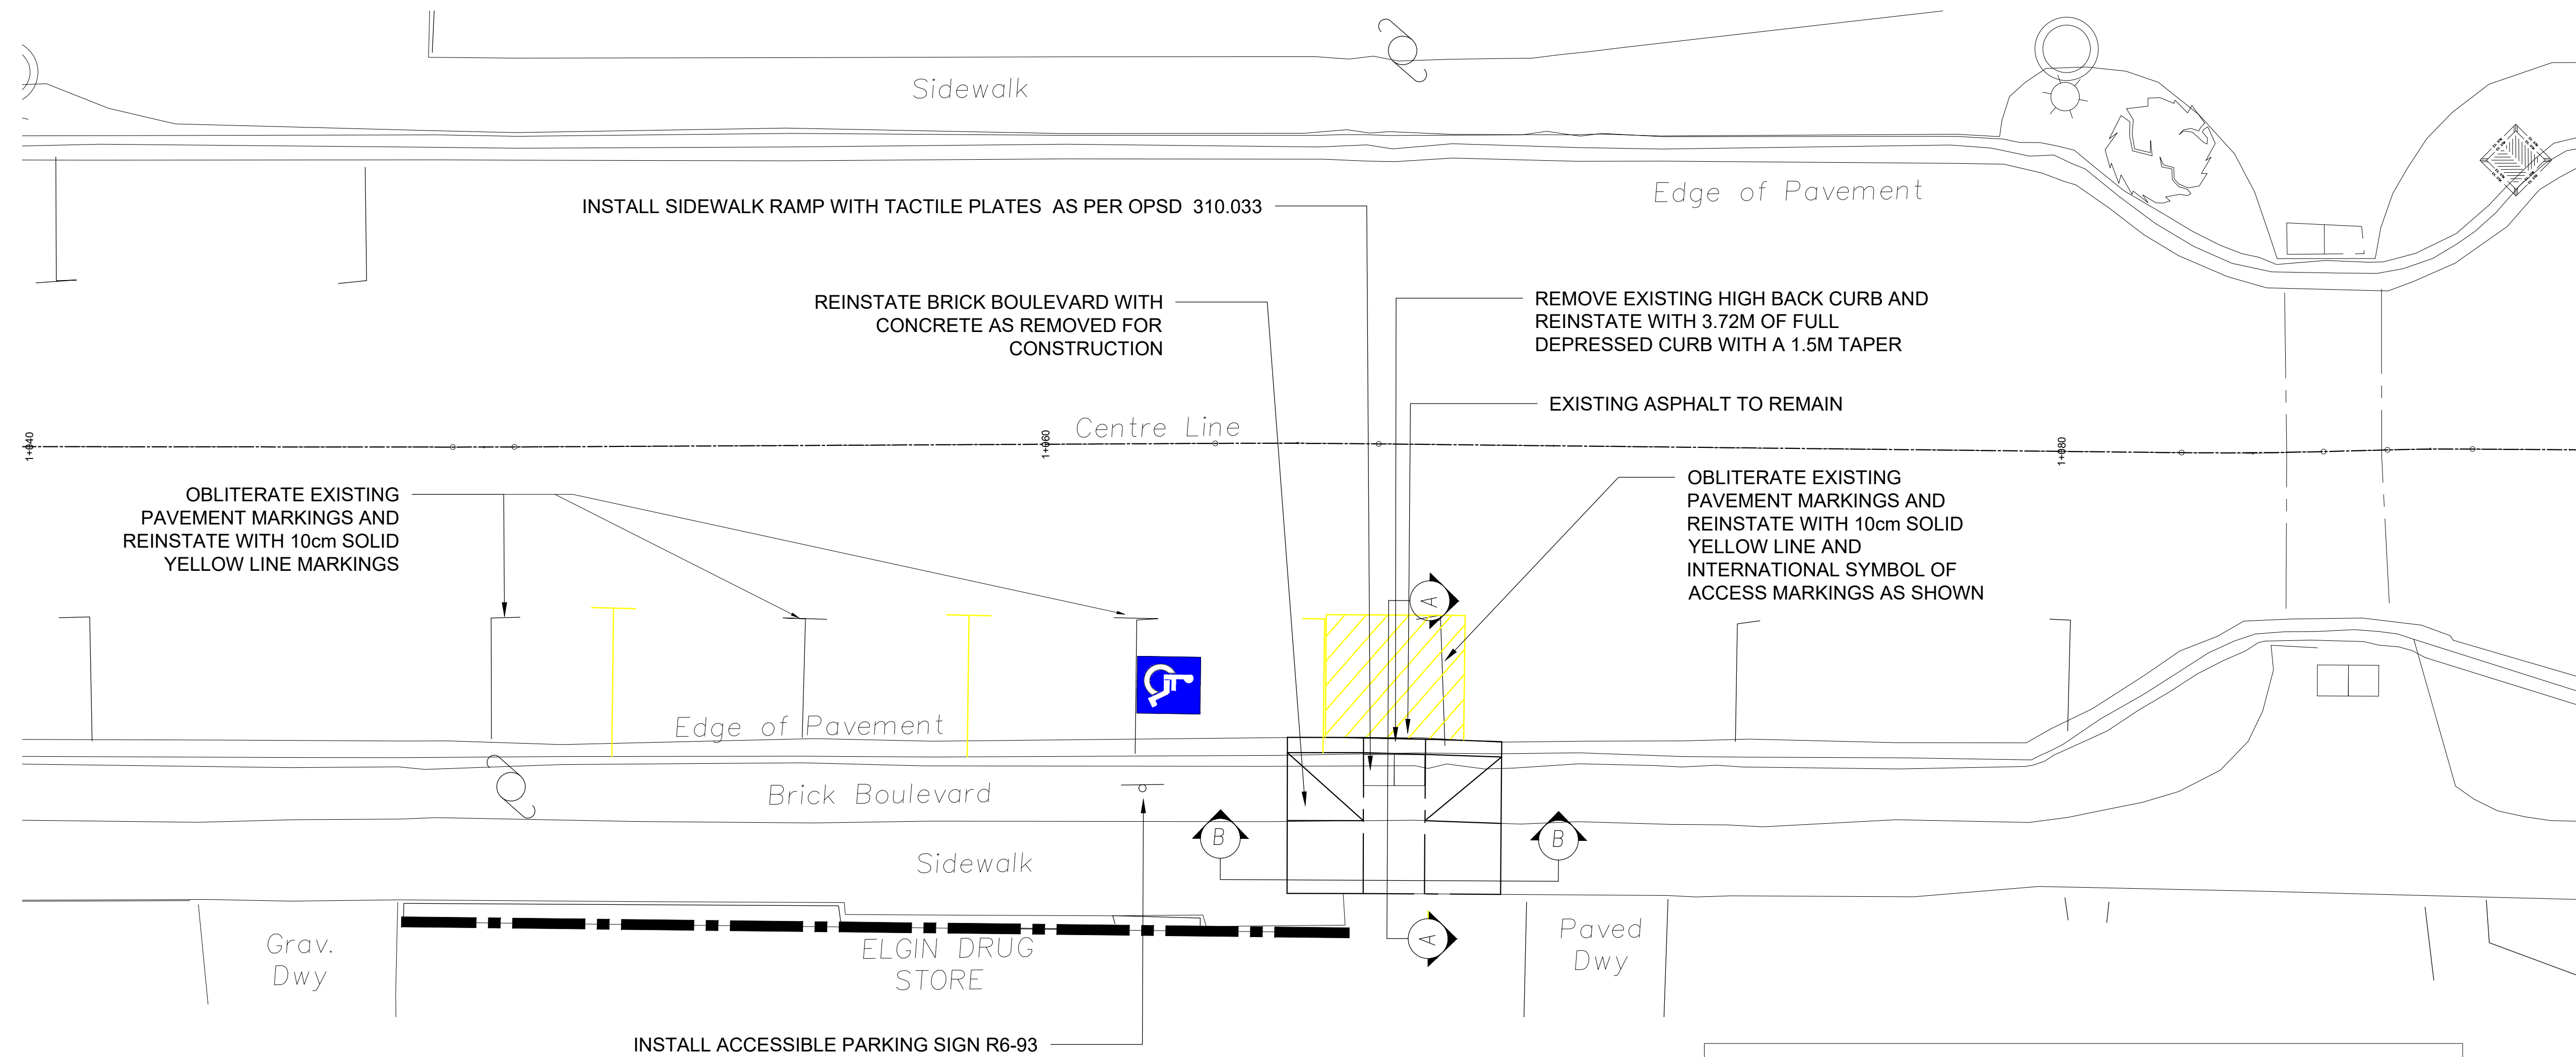 Sidewalk
Edge of Pavement
INSTALL SIDEWALK RAMP WITH TACTILE PLATES AS PER OPSD 310.033
REINSTATE BRICK BOULEVARD WITH
CONCRETE AS REMOVED FOR
CONSTRUCTION
REMOVE EXISTING HIGH BACK CURB AND
REINSTATE WITH 3.72M OF FULL
DEPRESSED CURB WITH A 1.5M TAPER
EXISTING ASPHALT TO REMAIN
Centre Line
1+040
1+060
1+080
OBLITERATE EXISTING
PAVEMENT MARKINGS AND
REINSTATE WITH 10cm SOLID
YELLOW LINE MARKINGS
OBLITERATE EXISTING
PAVEMENT MARKINGS AND
REINSTATE WITH 10cm SOLID
YELLOW LINE AND
INTERNATIONAL SYMBOL OF
ACCESS MARKINGS AS SHOWN
A
Edge of Pavement
Brick Boulevard
B
B
Sidewalk
A
Grav.
Dwy
ELGIN DRUG
STORE
Paved
Dwy
INSTALL ACCESSIBLE PARKING SIGN R6-93